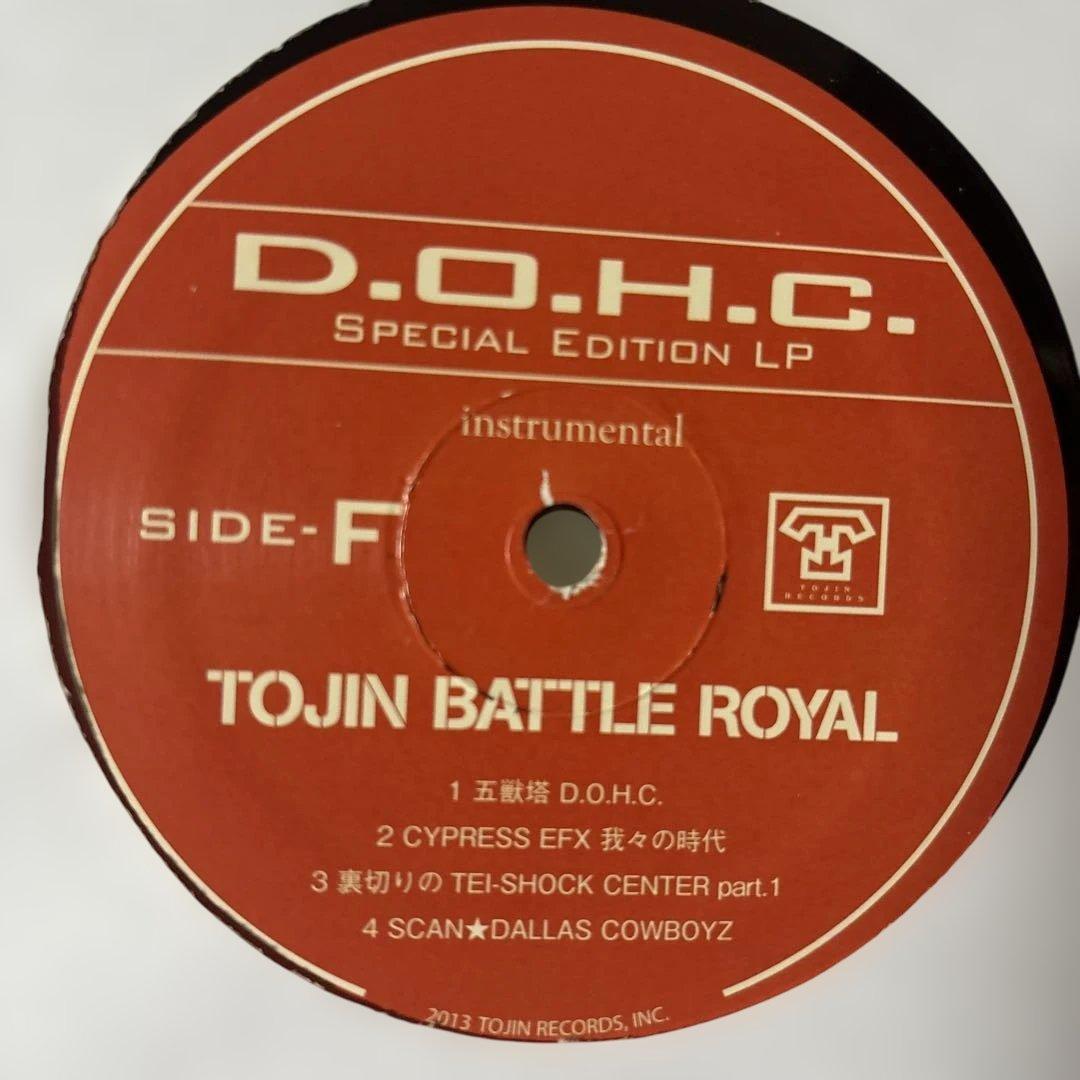 D.O.H.C.
SPECIAL EDITION LP
instrumental
SIDE-F
TOJIN
RECORDS
TOJIN BATTLE ROYAL
1 五獣塔 D.O.H.C.
2 CYPRESS EFX 我々の時代
3 裏切りの TEI-SHOCK CENTER part.1
4 SCAN★DALLAS COWBOYZ
2013 TOJIN RECORDS, INC.